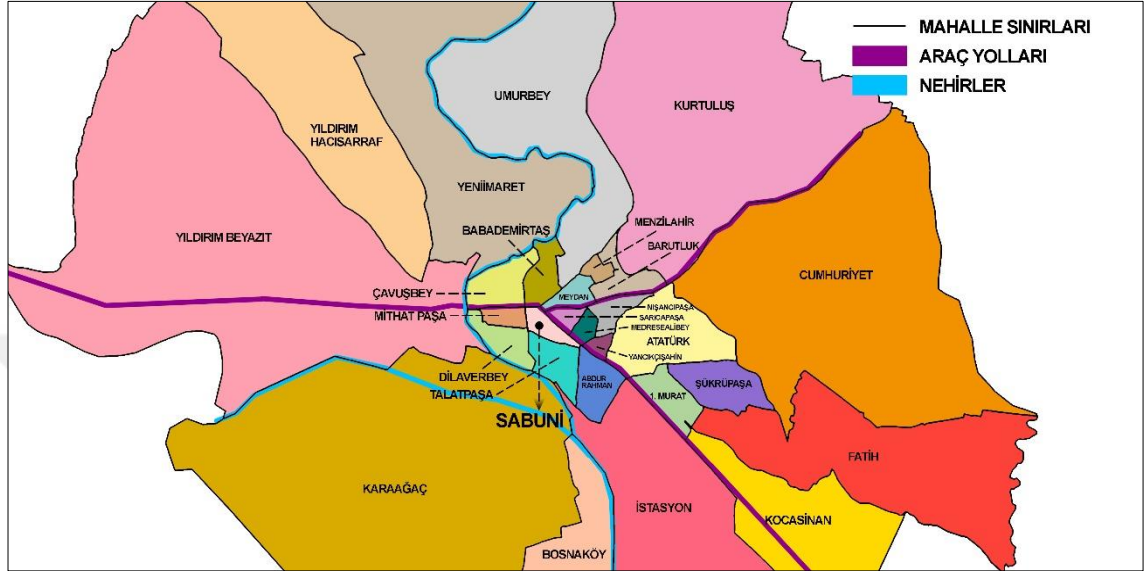 MAHALLE SINIRLARI
ARAÇ YOLLARI
NEHİRLER
UMURBEY
KURTULUŞ
YILDIRIM
HACISARRAF
YENİİMARET
MENZİLAHİR
BABADEMİRTAŞ
BARUTLUK
YILDIRIM BEYAZIT
CUMHURİYET
ÇAVUŞBEY
MEYDAN
NİŞANCIPAŞA
MİTHAT PAŞA
SARICAPAŞA
MEDRESEALİBEY
ATATÜRK
YANCIKÇIŞAHİN
DİLAVERBEY
TALATPAŞA
ABDUR
RAHMAN
1. MURAT
ŞÜKRÜPAŞA
SABUNİ
FATİH
KARAAĞAÇ
İSTASYON
KOCASİNAN
BOSNAKÖY